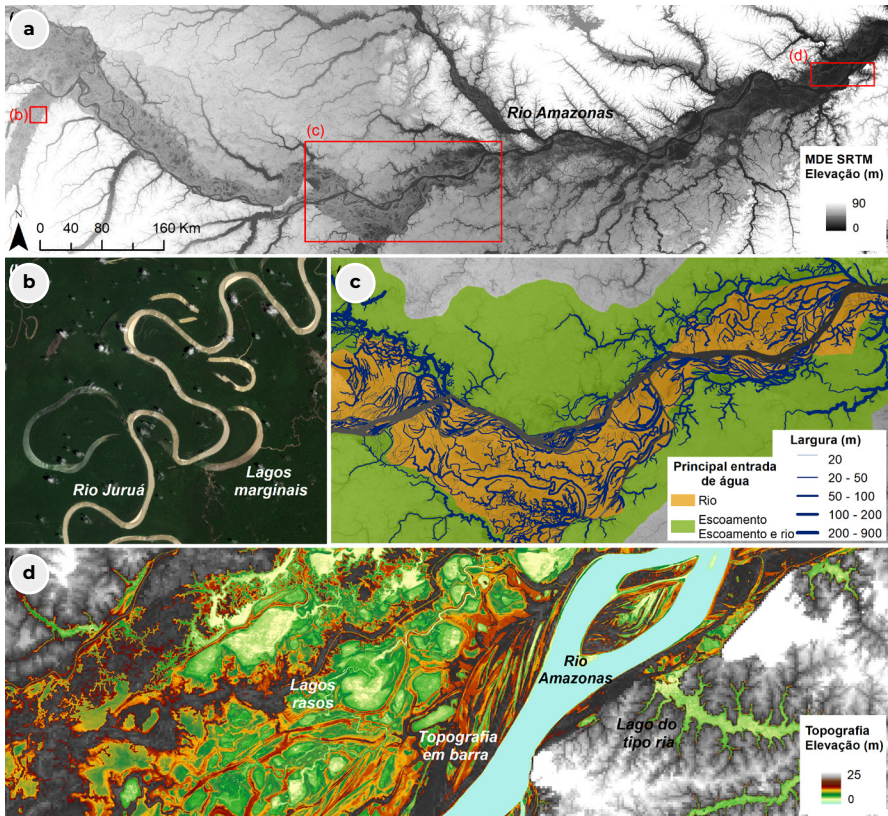 a
(b)
(c)
(d)
Rio Amazonas
N
0 40 80 160 Km
MDE SRTM
Elevação (m)
90
0
b
Rio Juruá
Lagos
marginais
c
Principal entrada
de água
Rio
Escoamento
Escoamento e rio
Largura (m)
20
20 - 50
50 - 100
100 - 200
200 - 900
d
Lagos
rasos
Topografia
em barra
Rio
Amazonas
Lago do
tipo ria
Topografia
Elevação (m)
25
0